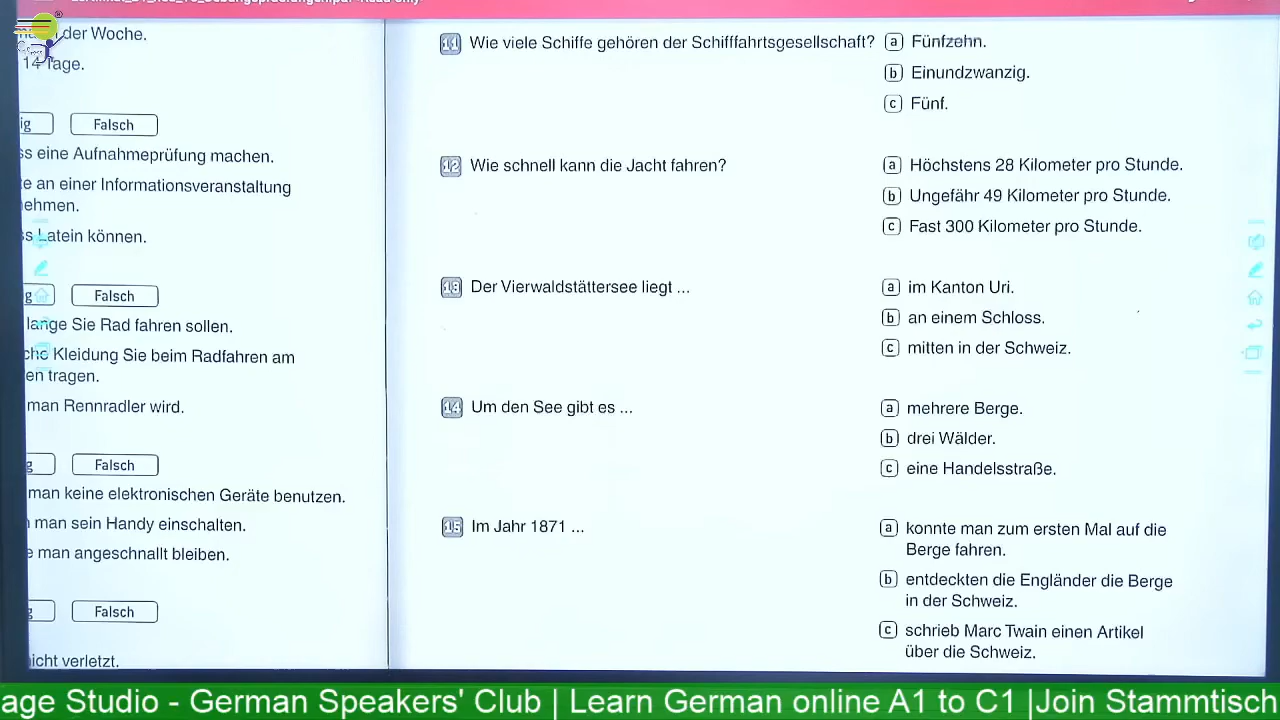 der Woche.
14 Tage.
ig Falsch
ss eine Aufnahmeprüfung machen.
e an einer Informationsveranstaltung
ehmen.
ss Latein können.
g Falsch
lange Sie Rad fahren sollen.
che Kleidung Sie beim Radfahren am
en tragen.
man Rennradler wird.
g Falsch
man keine elektronischen Geräte benutzen.
man sein Handy einschalten.
e man angeschnallt bleiben.
g Falsch
nicht verletzt.
11 Wie viele Schiffe gehören der Schifffahrtsgesellschaft? a Fünfzehn.
b Einundzwanzig.
c Fünf.
12 Wie schnell kann die Jacht fahren? a Höchstens 28 Kilometer pro Stunde.
b Ungefähr 49 Kilometer pro Stunde.
c Fast 300 Kilometer pro Stunde.
13 Der Vierwaldstättersee liegt ... a im Kanton Uri.
b an einem Schloss.
c mitten in der Schweiz.
14 Um den See gibt es ... a mehrere Berge.
b drei Wälder.
c eine Handelsstraße.
15 Im Jahr 1871 ... a konnte man zum ersten Mal auf die
Berge fahren.
b entdeckten die Engländer die Berge
in der Schweiz.
c schrieb Marc Twain einen Artikel
über die Schweiz.
age Studio - German Speakers' Club | Learn German online A1 to C1 |Join Stammtisch